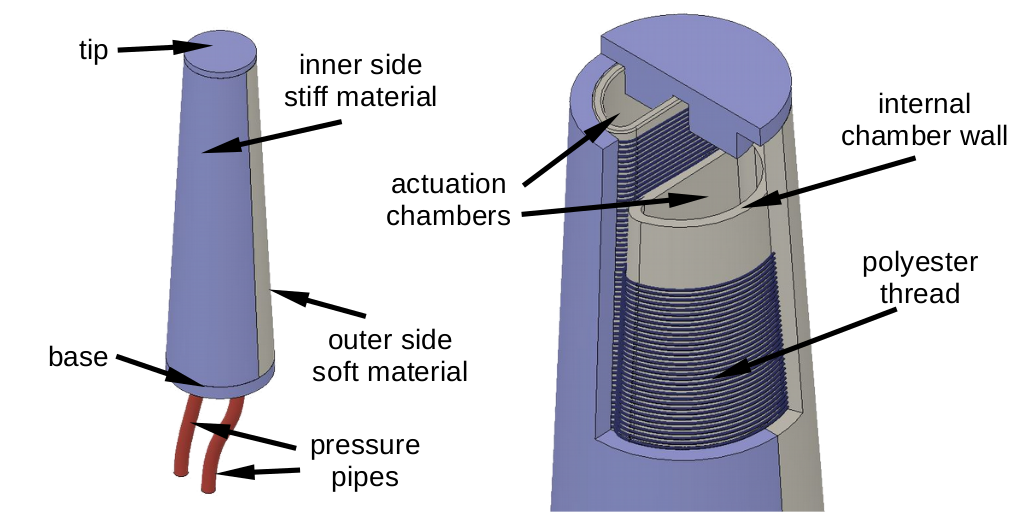 tip
inner side
stiff material
outer side
soft material
base
pressure
pipes
actuation
chambers
internal
chamber wall
polyester
thread